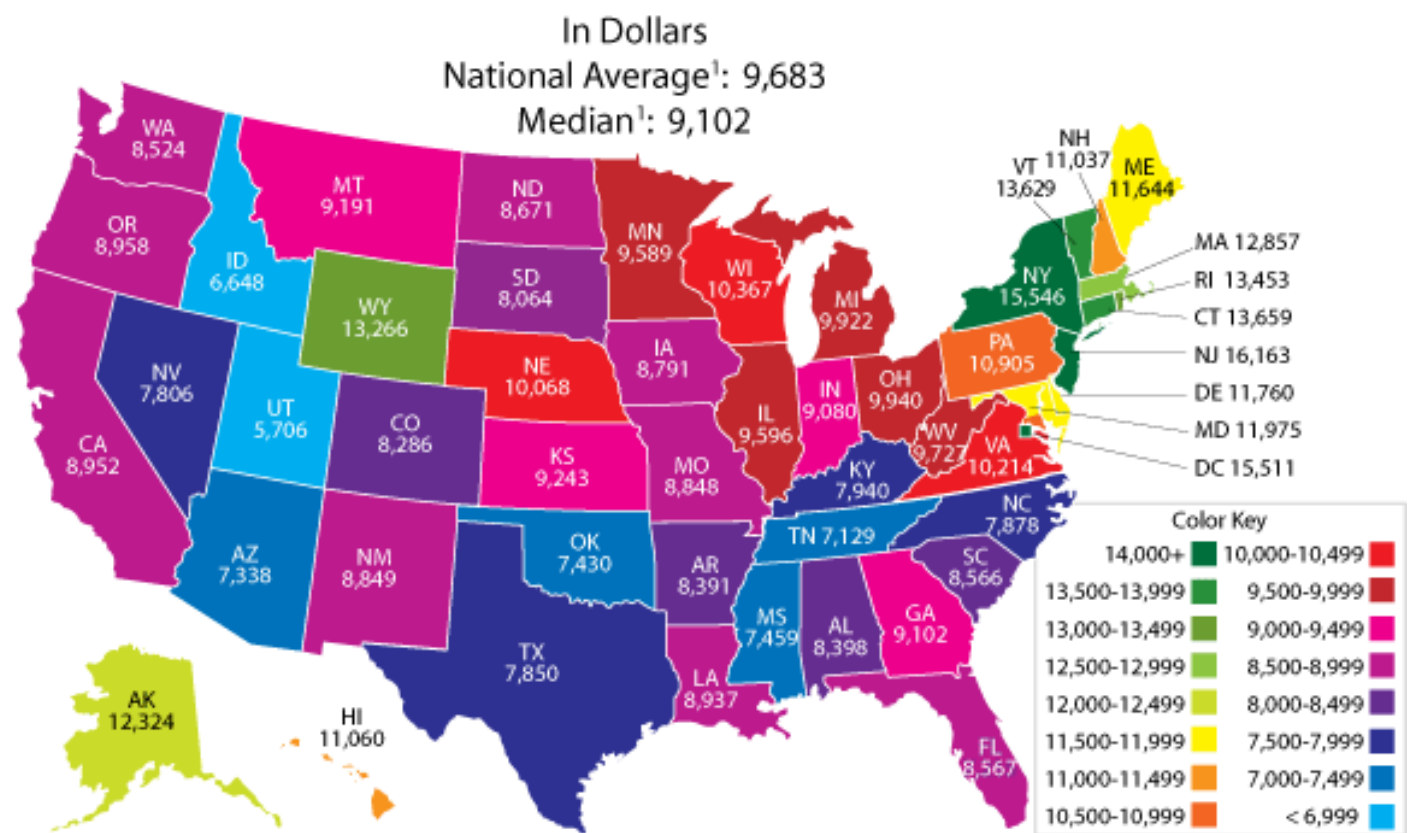 In Dollars
National Average¹: 9,683
Median¹: 9,102
WA
8,524
OR
8,958
CA
8,952
ID
6,648
NV
7,806
MT
9,191
WY
13,266
UT
5,706
CO
8,286
AZ
7,338
NM
8,849
ND
8,671
SD
8,064
NE
10,068
KS
9,243
OK
7,430
TX
7,850
MN
9,589
IA
8,791
MO
8,848
AR
8,391
LA
8,937
WI
10,367
IL
9,596
MI
9,922
IN
9,080
OH
9,940
KY
7,940
TN 7,129
MS
7,459
AL
8,398
GA
9,102
FL
8,567
SC
8,566
NC
7,878
WV
9,727
VA
10,214
PA
10,905
NY
15,546
VT
13,629
NH
11,037
ME
11,644
MA 12,857
RI 13,453
CT 13,659
NJ 16,163
DE 11,760
MD 11,975
DC 15,511
AK
12,324
HI
11,060
Color Key
14,000+ 10,000-10,499
13,500-13,999 9,500-9,999
13,000-13,499 9,000-9,499
12,500-12,999 8,500-8,999
12,000-12,499 8,000-8,499
11,500-11,999 7,500-7,999
11,000-11,499 7,000-7,499
10,500-10,999 < 6,999